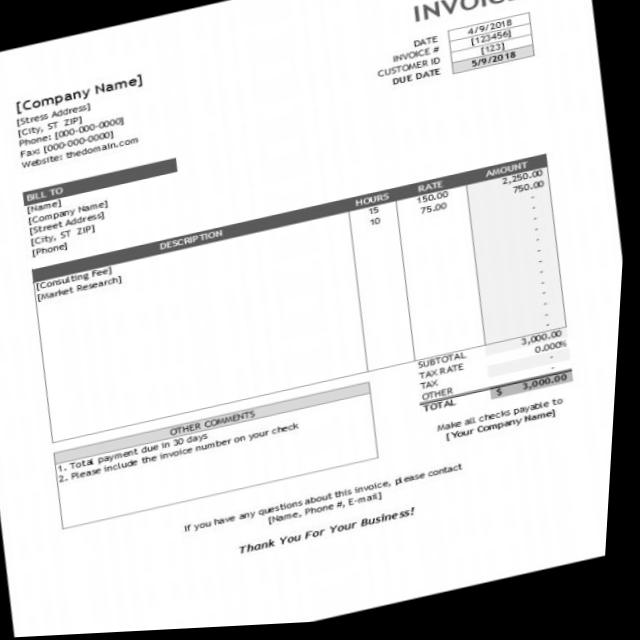 INVOIC
DATE 4/9/2018
INVOICE # [123456]
CUSTOMER ID [123]
DUE DATE 5/9/2018
[Company Name]
[Stress Address]
[City, ST ZIP]
Phone: [000-000-0000]
Fax: [000-000-0000]
Website: thedomain.com
BILL TO
[Name]
[Company Name]
[Street Address]
[City, ST ZIP]
[Phone]
DESCRIPTION HOURS RATE AMOUNT
[Consulting Fee] 15 150.00 2,250.00
[Market Research] 10 75.00 750.00
-
-
-
-
-
-
-
-
-
-
-
SUBTOTAL 3,000.00
TAX RATE 0.000%
TAX -
OTHER -
TOTAL $ 3,000.00
OTHER COMMENTS
1. Total payment due in 30 days
2. Please include the invoice number on your check
Make all checks payable to
[Your Company Name]
If you have any questions about this invoice, please contact
[Name, Phone #, E-mail]
Thank You For Your Business!